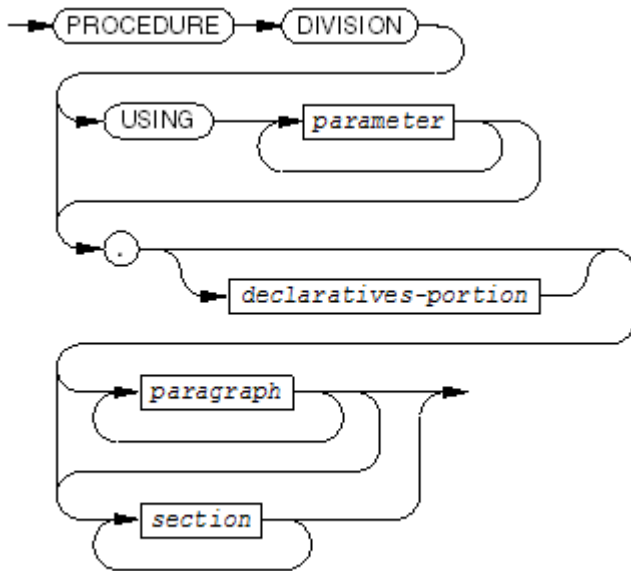 PROCEDURE DIVISION
USING parameter
.
declaratives-portion
paragraph
section